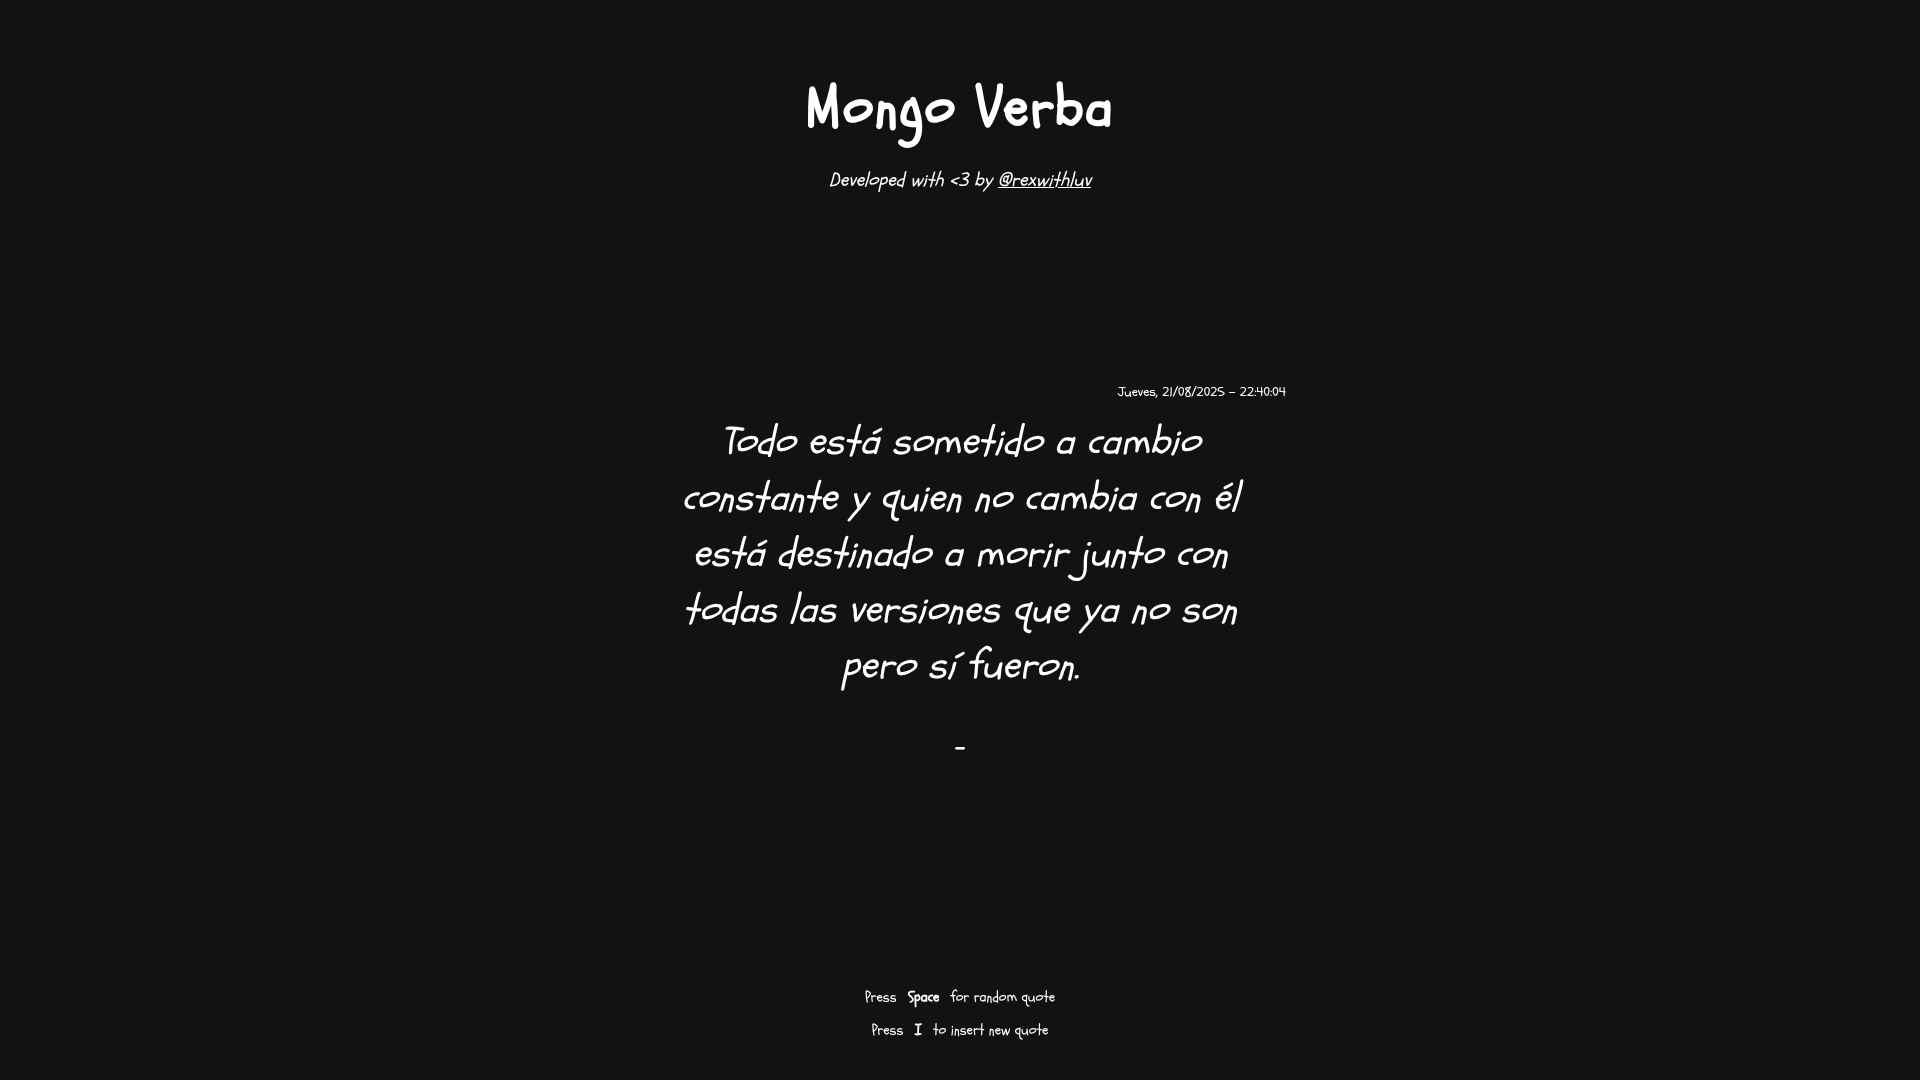 Mongo Verba
Developed with <3 by @rexwithluv
Jueves, 21/08/2025 - 22:40:04
Todo está sometido a cambio
constante y quien no cambia con él
está destinado a morir junto con
todas las versiones que ya no son
pero sí fueron.
-
Press Space for random quote
Press I to insert new quote